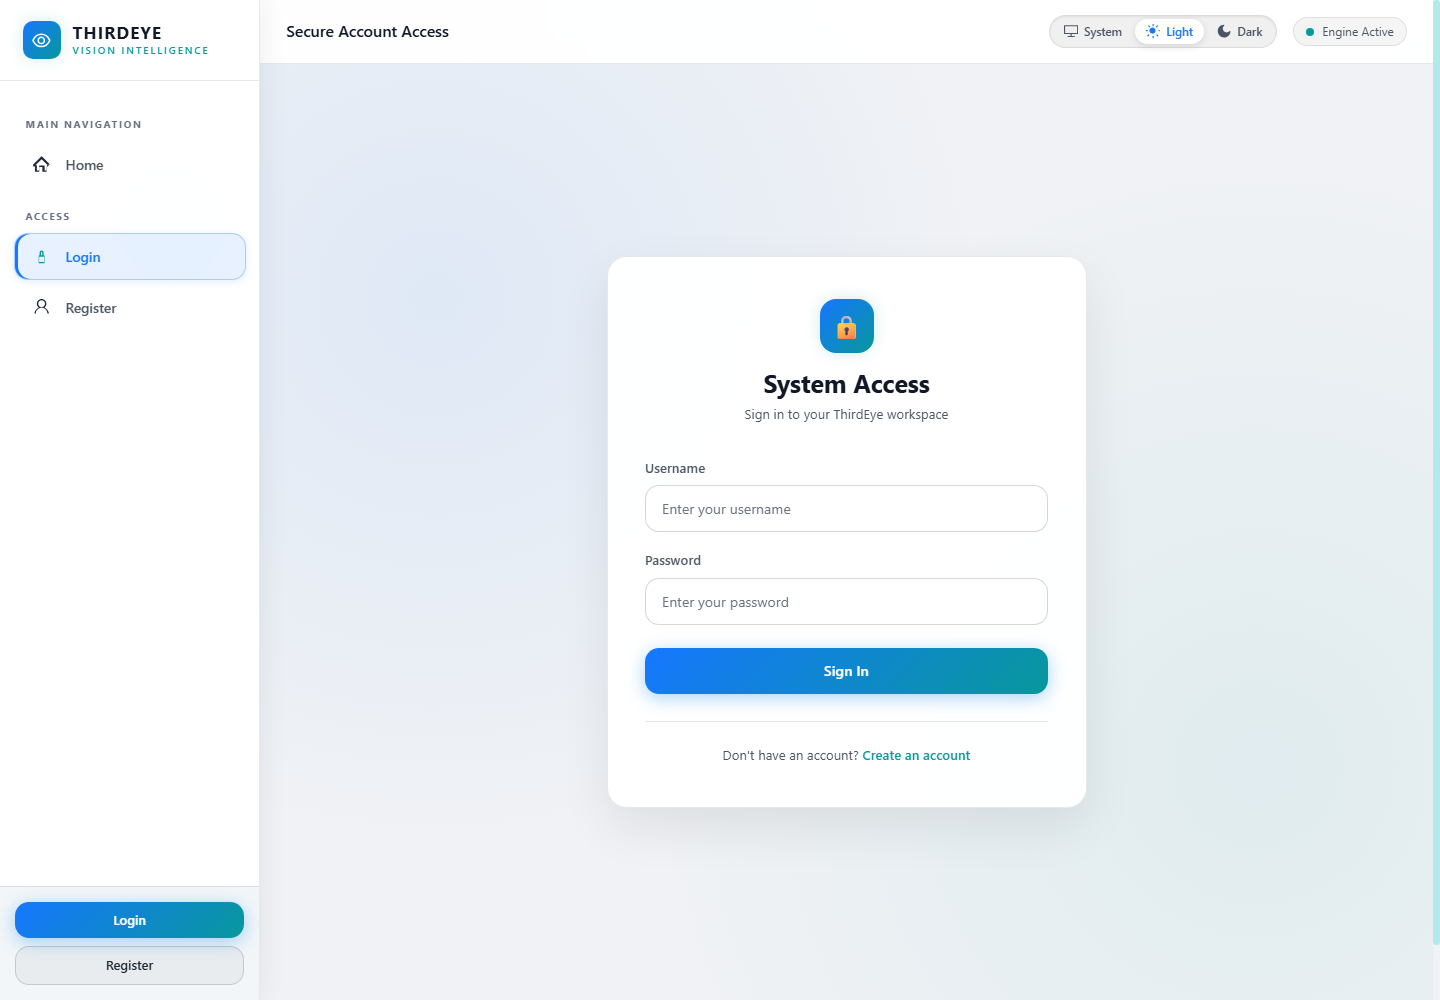 THIRDEYE
VISION INTELLIGENCE
MAIN NAVIGATION
Home
ACCESS
Login
Register
Login
Register
Secure Account Access
System Light Dark
Engine Active
System Access
Sign in to your ThirdEye workspace
Username
Enter your username
Password
Enter your password
Sign In
Don't have an account? Create an account